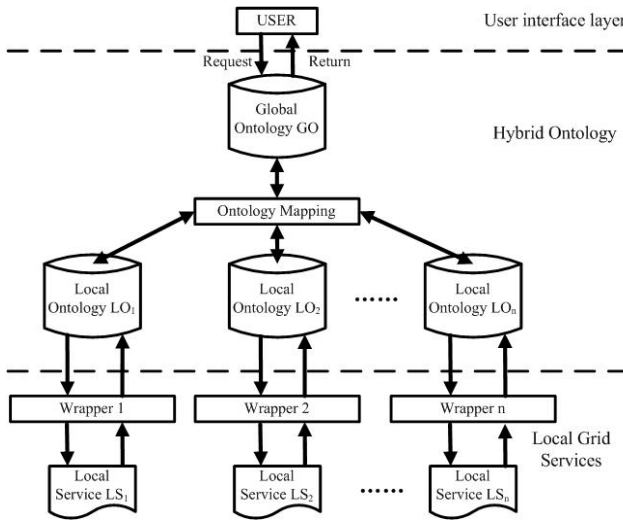 USER
User interface layer
Request
Return
Global
Ontology GO
Hybrid Ontology
Ontology Mapping
Local
Ontology LO₁
Local
Ontology LO₂
......
Local
Ontology LOₙ
Wrapper 1
Wrapper 2
Wrapper n
Local Grid
Services
Local
Service LS₁
Local
Service LS₂
......
Local
Service LSₙ